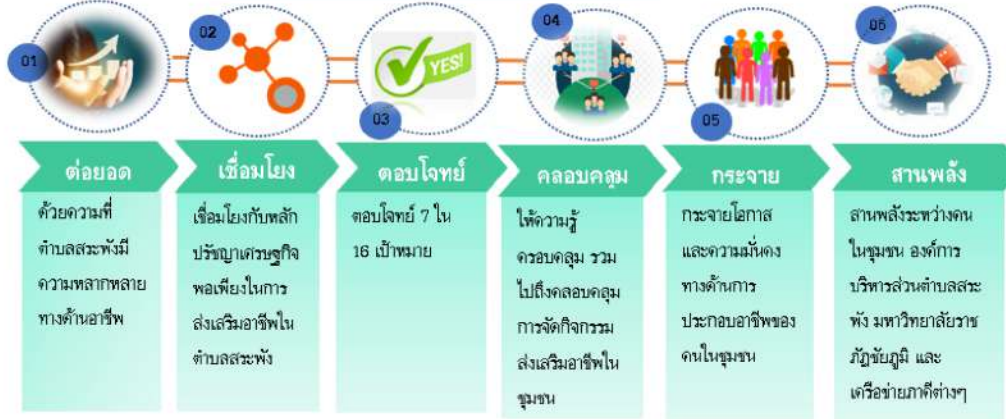 01
02
YES!
03
04
05
06
ต่อยอด
ด้วยความที่
ตำบลสระพังมี
ความหลากหลาย
ทางด้านอาชีพ
เชื่อมโยง
เชื่อมโยงกับหลัก
ปรัชญาเศรษฐกิจ
พอเพียงในการ
ส่งเสริมอาชีพใน
ตำบลสระพัง
ตอบโจทย์
ตอบโจทย์ 7 ใน
16 เป้าหมาย
คลอบคลุม
ให้ความรู้
ครอบคลุม รวม
ไปถึงคลอบคลุม
การจัดกิจกรรม
ส่งเสริมอาชีพใน
ชุมชน
กระจาย
กระจายโอกาส
และความมั่นคง
ทางด้านการ
ประกอบอาชีพของ
คนในชุมชน
สานพลัง
สานพลังระหว่างคน
ในชุมชน องค์การ
บริหารส่วนตำบลสระ
พัง มหาวิทยาลัยราช
ภัฏชัยภูมิ และ
เครือข่ายภาคีต่างๆ